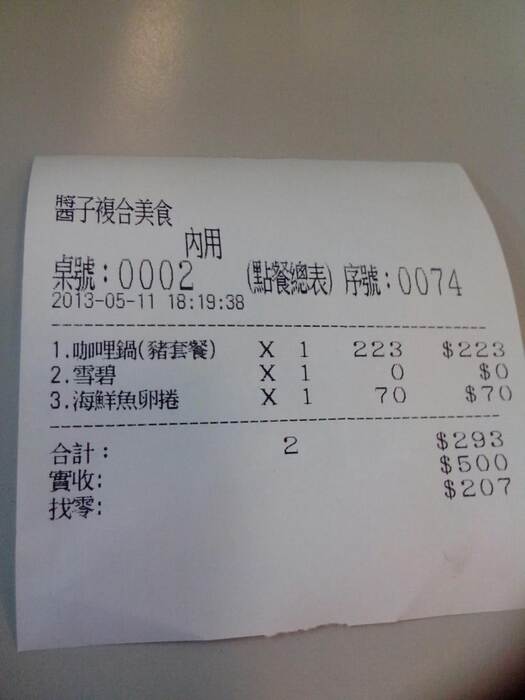 醬子複合美食
內用
桌號：0002 (點餐總表) 序號：0074
2013-05-11 18:19:38
1.咖哩鍋(豬套餐) X 1 223 $223
2.雪碧 X 1 0 $0
3.海鮮魚卵捲 X 1 70 $70
合計： 2 $293
實收： $500
找零： $207